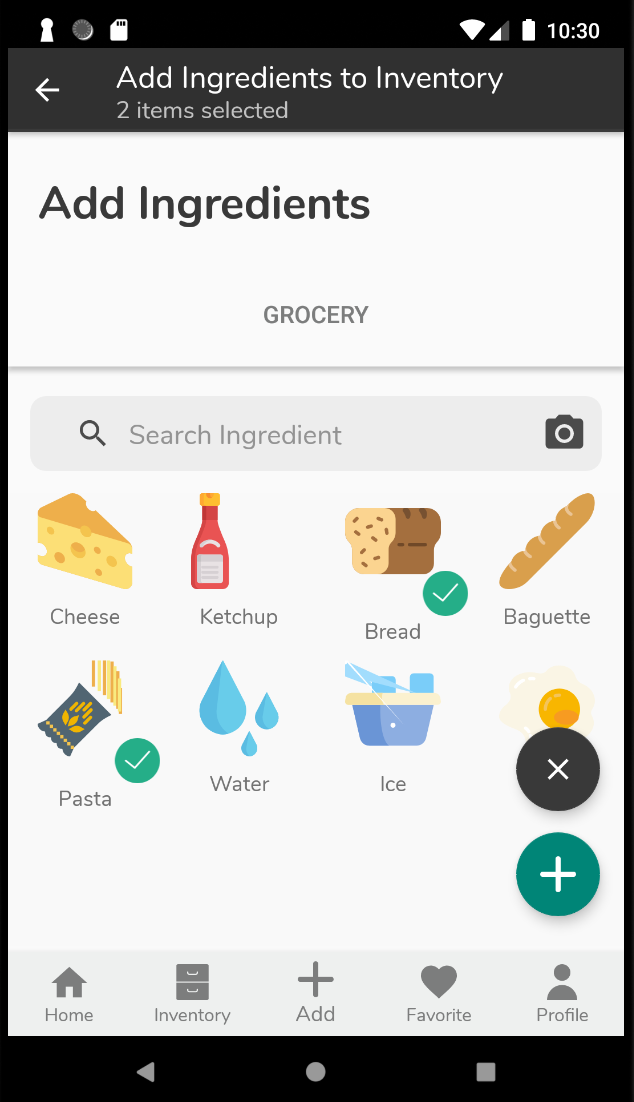 10:30
Add Ingredients to Inventory
2 items selected
Add Ingredients
GROCERY
Search Ingredient
Cheese
Ketchup
Bread
Baguette
Pasta
Water
Ice
Home
Inventory
Add
Favorite
Profile